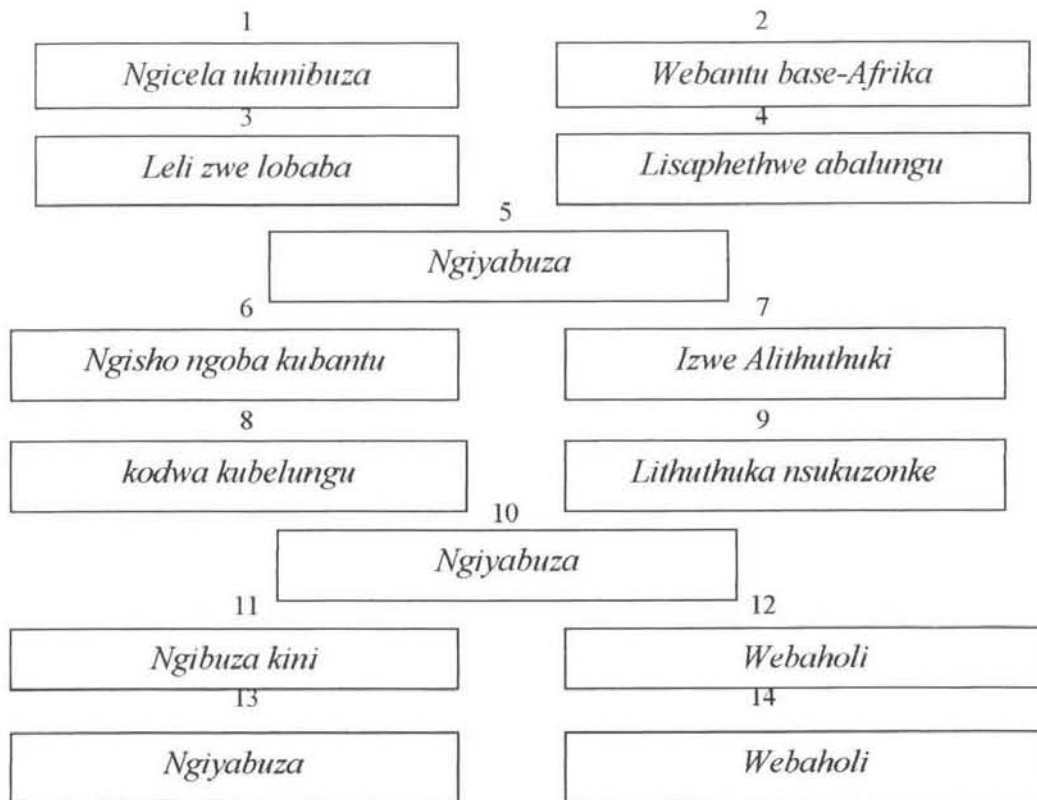 1 2
Ngicela ukunibuza Webantu base-Afrika
3 4
Leli zwe lobaba Lisaphethwe abalungu
5
Ngiyabuza
6 7
Ngisho ngoba kubantu Izwe Alithuthuki
8 9
kodwa kubelungu Lithuthuka nsukuzonke
10
Ngiyabuza
11 12
Ngibuza kini Webaholi
13 14
Ngiyabuza Webaholi